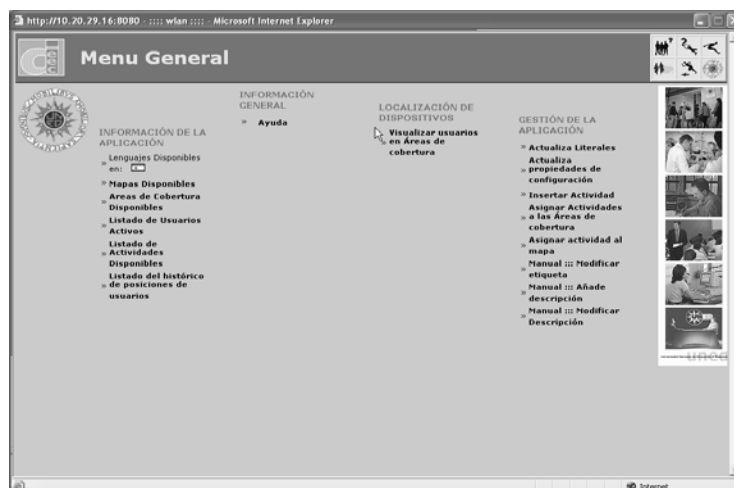 http://10.20.29.16:8080 - :::: wlan :::: - Microsoft Internet Explorer
Menu General
INFORMACIÓN DE LA
APLICACIÓN
» Lenguajes Disponibles
en:
» Mapas Disponibles
» Areas de Cobertura
Disponibles
» Listado de Usuarios
Activos
Listado de
» Actividades
Disponibles
Listado del histórico
» de posiciones de
usuarios
INFORMACIÓN
GENERAL
» Ayuda
LOCALIZACIÓN DE
DISPOSITIVOS
Visualizar usuarios
» en Áreas de
cobertura
GESTIÓN DE LA
APLICACIÓN
» Actualiza Literales
Actualiza
» propiedades de
configuración
» Insertar Actividad
Asignar Actividades
» a las Áreas de
cobertura
» Asignar actividad al
mapa
» Manual ::: Modificar
etiqueta
» Manual ::: Añade
descripción
» Manual ::: Modificar
Descripción
uned
Internet